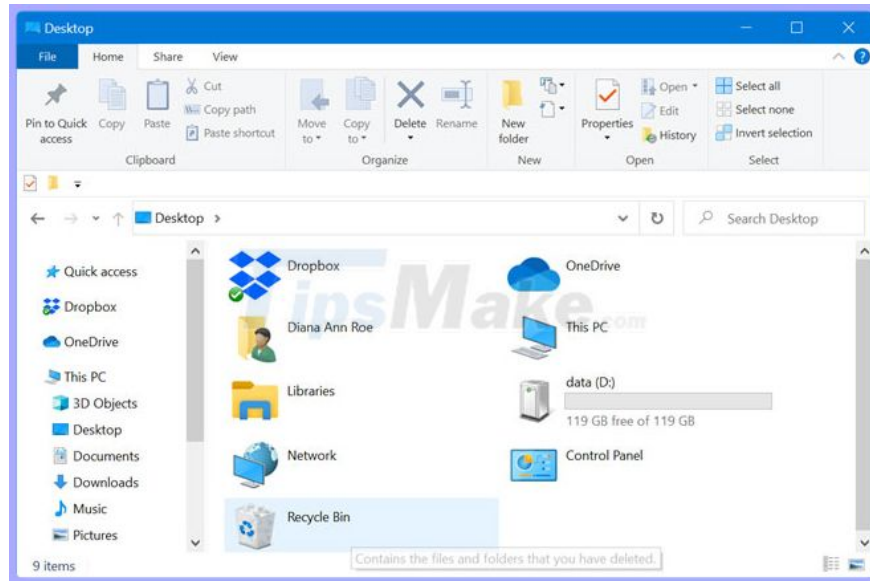 Desktop
File Home Share View
Pin to Quick access
Copy
Paste
Cut
Copy path
Paste shortcut
Move to
Copy to
Delete
Rename
New folder
Properties
Open
Edit
History
Select all
Select none
Invert selection
Clipboard Organize New Open Select
Desktop
Search Desktop
Quick access
Dropbox
OneDrive
This PC
3D Objects
Desktop
Documents
Downloads
Music
Pictures
Dropbox
OneDrive
Diana Ann Roe
This PC
Libraries
data (D:)
119 GB free of 119 GB
Network
Control Panel
Recycle Bin
Contains the files and folders that you have deleted.
TipsMake.com
9 items